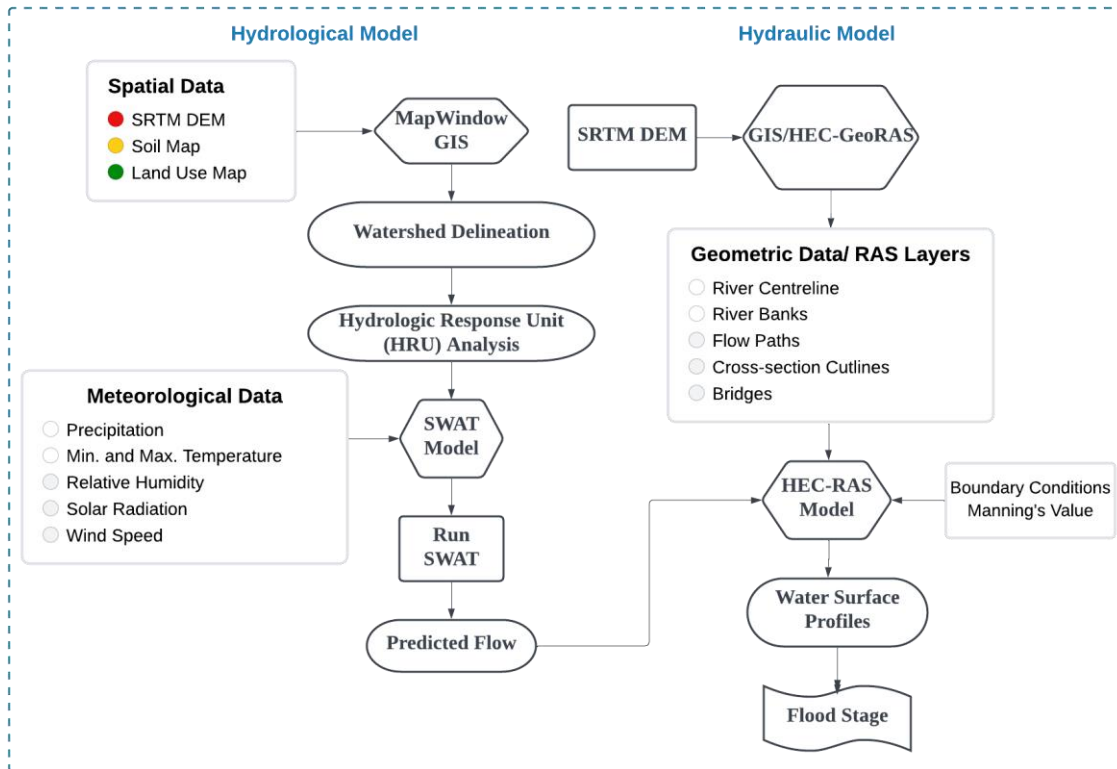 Hydrological Model
Spatial Data
SRTM DEM
Soil Map
Land Use Map
MapWindow
GIS
Watershed Delineation
Hydrologic Response Unit
(HRU) Analysis
Meteorological Data
Precipitation
Min. and Max. Temperature
Relative Humidity
Solar Radiation
Wind Speed
SWAT
Model
Run
SWAT
Predicted Flow
Hydraulic Model
SRTM DEM
GIS/HEC-GeoRAS
Geometric Data/ RAS Layers
River Centreline
River Banks
Flow Paths
Cross-section Cutlines
Bridges
HEC-RAS
Model
Boundary Conditions
Manning's Value
Water Surface
Profiles
Flood Stage